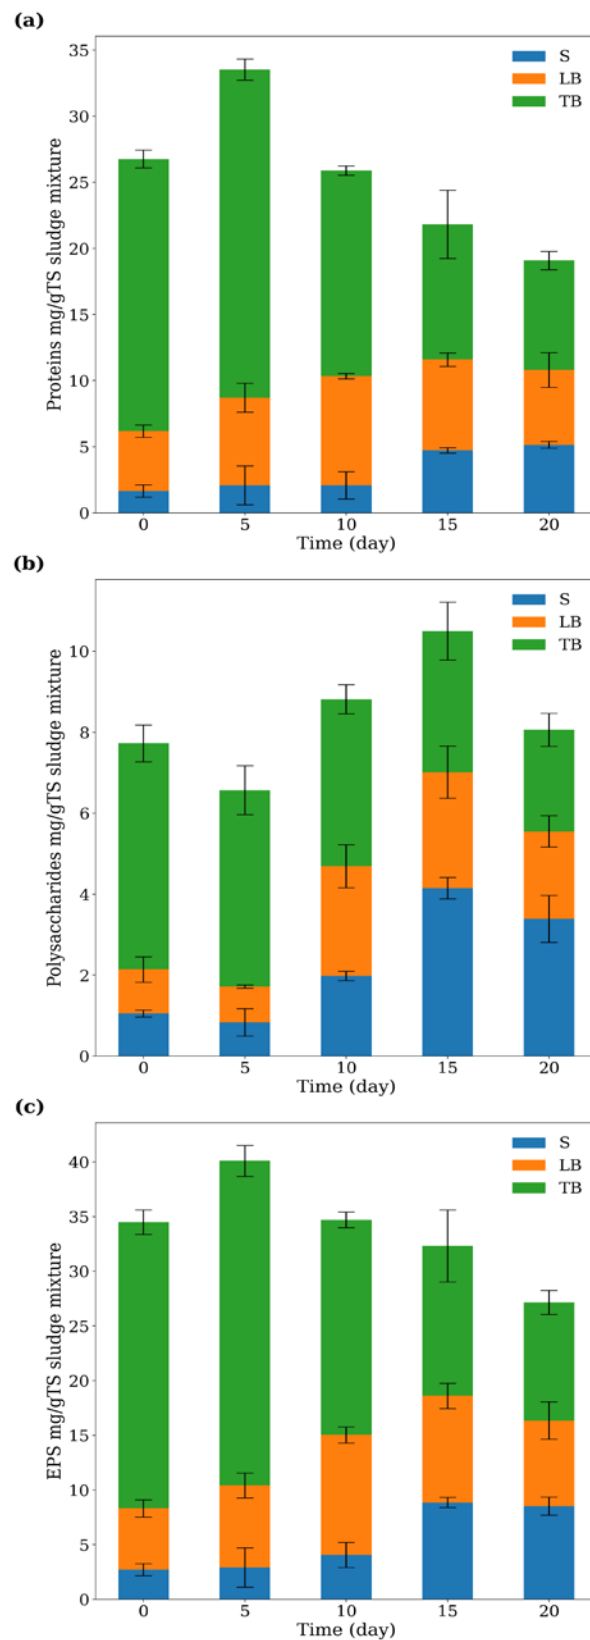 (a)
Proteins mg/gTS sludge mixture
35
30
25
20
15
10
5
0
S
LB
TB
0 5 10 15 20
Time (day)
(b)
Polysaccharides mg/gTS sludge mixture
10
8
6
4
2
0
S
LB
TB
0 5 10 15 20
Time (day)
(c)
EPS mg/gTS sludge mixture
40
35
30
25
20
15
10
5
0
S
LB
TB
0 5 10 15 20
Time (day)